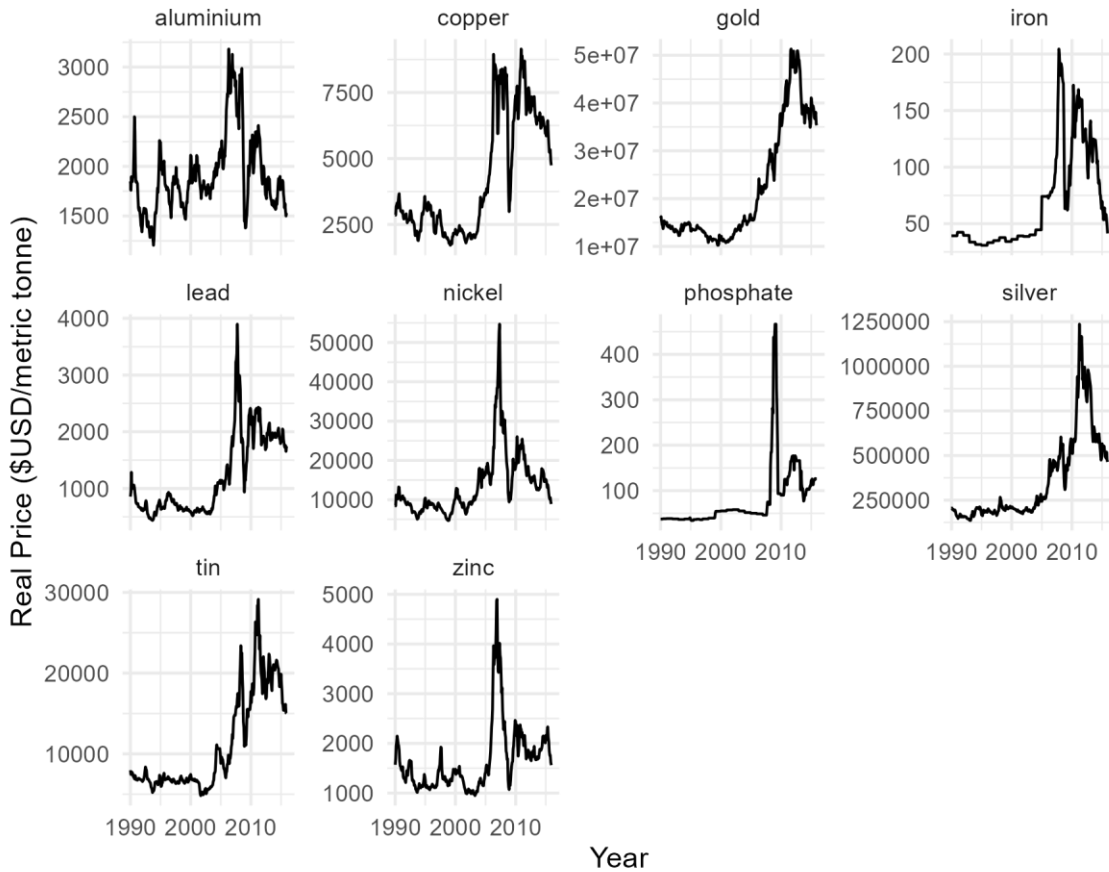 aluminium
copper
gold
iron
3000
2500
2000
1500
7500
5000
2500
5e+07
4e+07
3e+07
2e+07
1e+07
200
150
100
50
lead
nickel
phosphate
silver
4000
3000
2000
1000
50000
40000
30000
20000
10000
400
300
200
100
1250000
1000000
750000
500000
250000
1990 2000 2010
1990 2000 2010
tin
zinc
30000
20000
10000
5000
4000
3000
2000
1000
1990 2000 2010
1990 2000 2010
Real Price ($USD/metric tonne)
Year